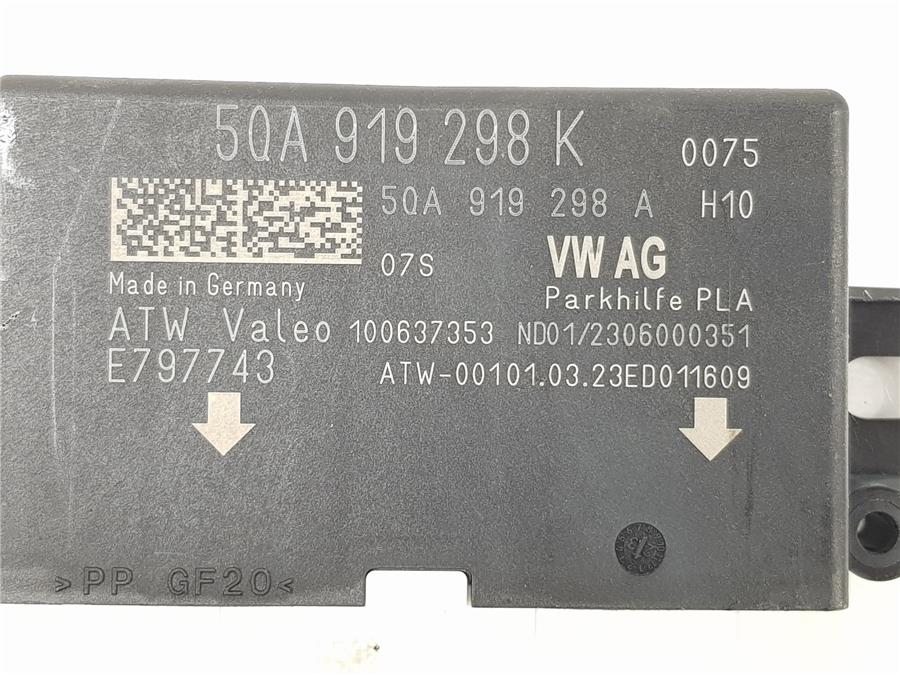 5QA 919 298 K 0075
5QA 919 298 A H10
07S VW AG
Made in Germany Parkhilfe PLA
ATW Valeo 100637353 ND01/2306000351
E797743 ATW-00101.03.23ED011609
>PP GF20<